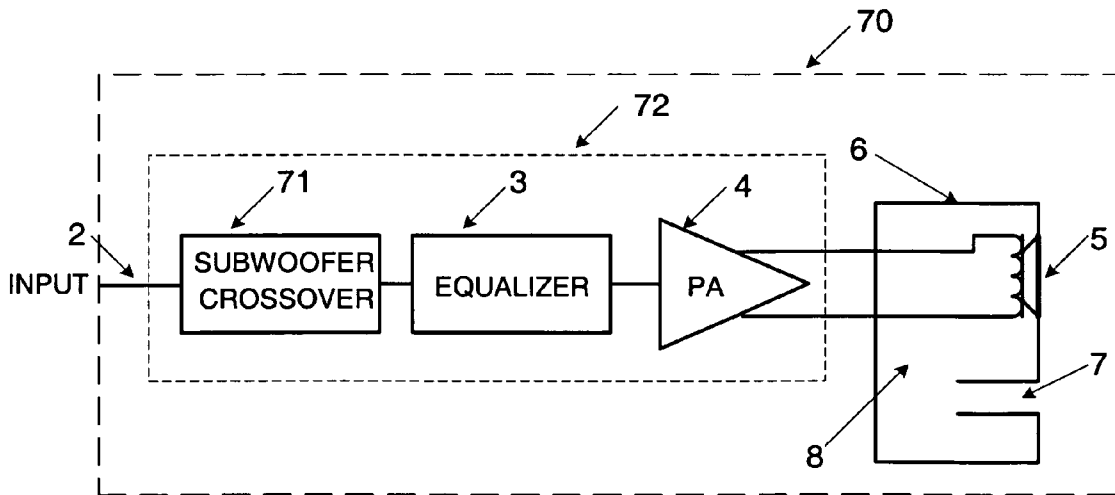 70
72
6
71
3
4
2
5
INPUT
SUBWOOFER
CROSSOVER
EQUALIZER
PA
7
8